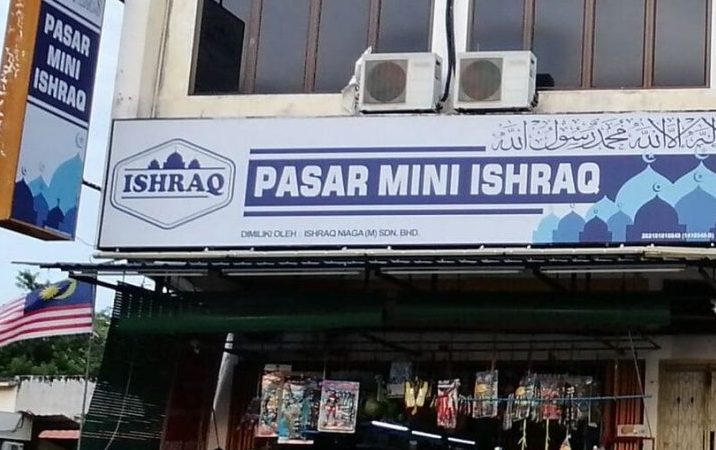 PASAR
MINI
ISHRAQ
لا إله إلا الله محمد رسول الله
ISHRAQ
PASAR MINI ISHRAQ
DIMILIKI OLEH : ISHRAQ NIAGA (M) SDN. BHD.